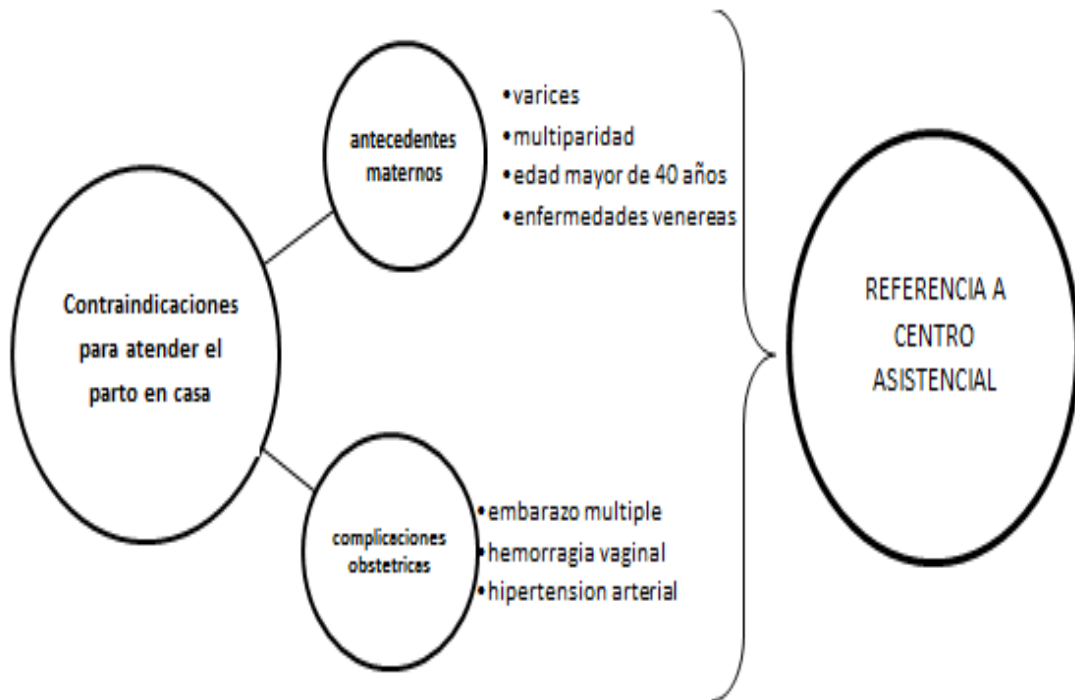 Contraindicaciones
para atender el
parto en casa
antecedentes
maternos
•varices
•multiparidad
•edad mayor de 40 años
•enfermedades venereas
complicaciones
obstetricas
•embarazo multiple
•hemorragia vaginal
•hipertension arterial
REFERENCIA A
CENTRO
ASISTENCIAL